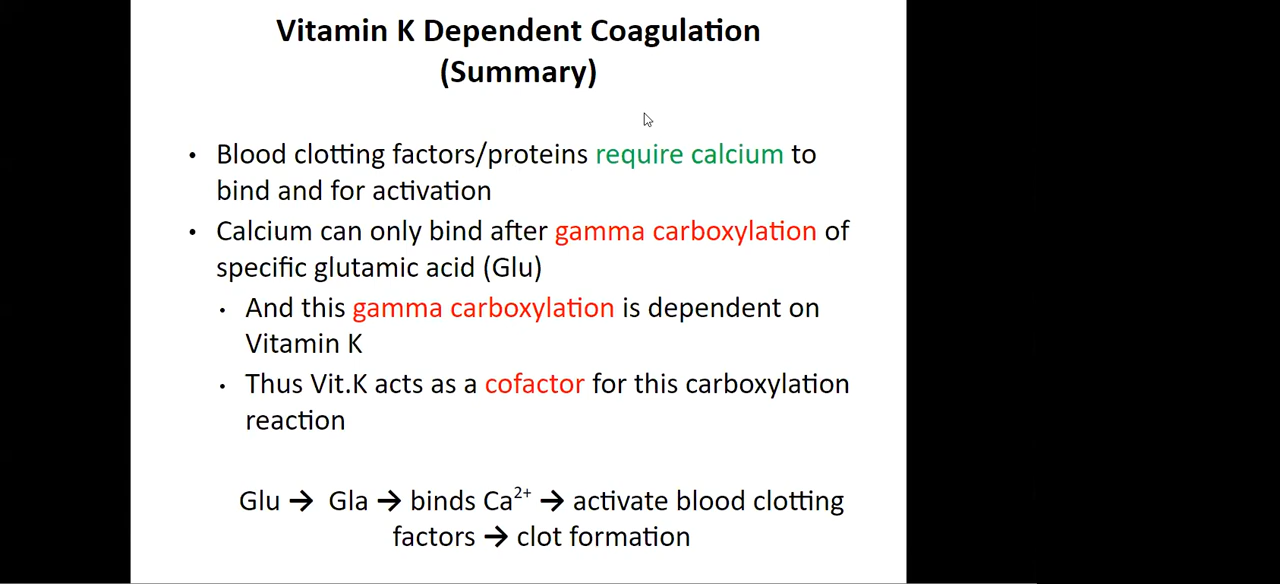 Vitamin K Dependent Coagulation
(Summary)
• Blood clotting factors/proteins require calcium to
bind and for activation
• Calcium can only bind after gamma carboxylation of
specific glutamic acid (Glu)
• And this gamma carboxylation is dependent on
Vitamin K
• Thus Vit.K acts as a cofactor for this carboxylation
reaction
Glu → Gla → binds Ca²⁺ → activate blood clotting
factors → clot formation